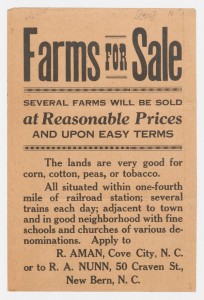 Farms FOR Sale
SEVERAL FARMS WILL BE SOLD
at Reasonable Prices
AND UPON EASY TERMS
The lands are very good for
corn, cotton, peas, or tobacco.
All situated within one-fourth
mile of railroad station; several
trains each day; adjacent to town
and in good neighborhood with fine
schools and churches of various de-
nominations. Apply to
R. AMAN, Cove City, N. C.
or to R. A. NUNN, 50 Craven St.,
New Bern, N. C.